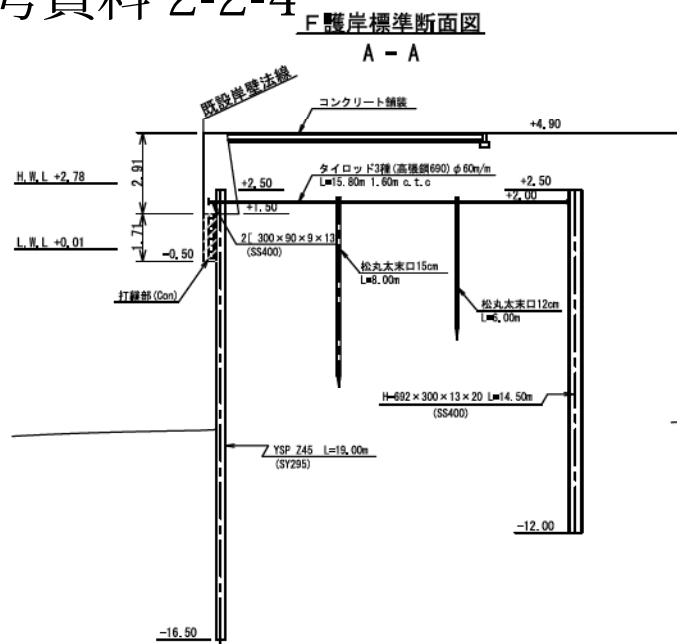 考資料 2-2-4
F護岸標準断面図
A - A
既設岸壁法線
コンクリート舗装
+4.90
タイロッド3種(高張鋼690) φ60m/m
L=15.80m 1.60m c.t.c
H.W.L +2.78
2.91
+2.50
+2.50
+2.00
+1.50
L.W.L +0.01
1.71
-0.50
2[ 300×90×9×13
(SS400)
打継部(Con)
松丸太末口15cm
L=8.00m
松丸太末口12cm
L=6.00m
H-692×300×13×20 L=14.50m
(SS400)
YSP Z45 L=19.00m
(SY295)
-12.00
-16.50